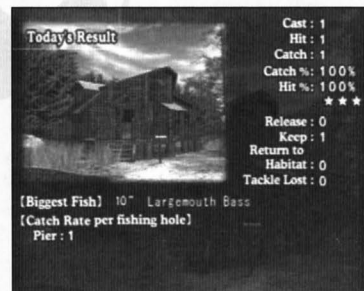 Today's Result
Cast : 1
Hit : 1
Catch : 1
Catch %: 100%
Hit %: 100%
★★★
Release : 0
Keep : 1
Return to
Habitat : 0
Tackle Lost : 0
[Biggest Fish] 10" Largemouth Bass
[Catch Rate per fishing hole]
Pier : 1